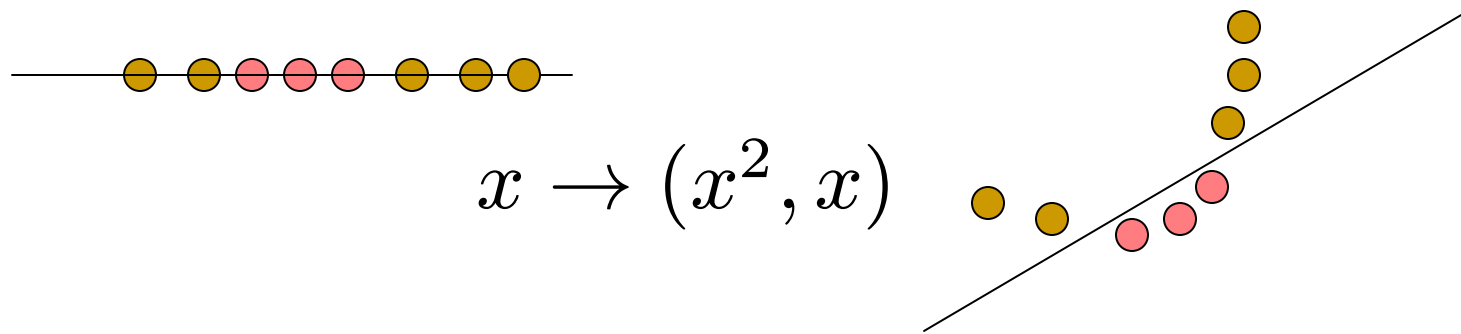 x → (x², x)